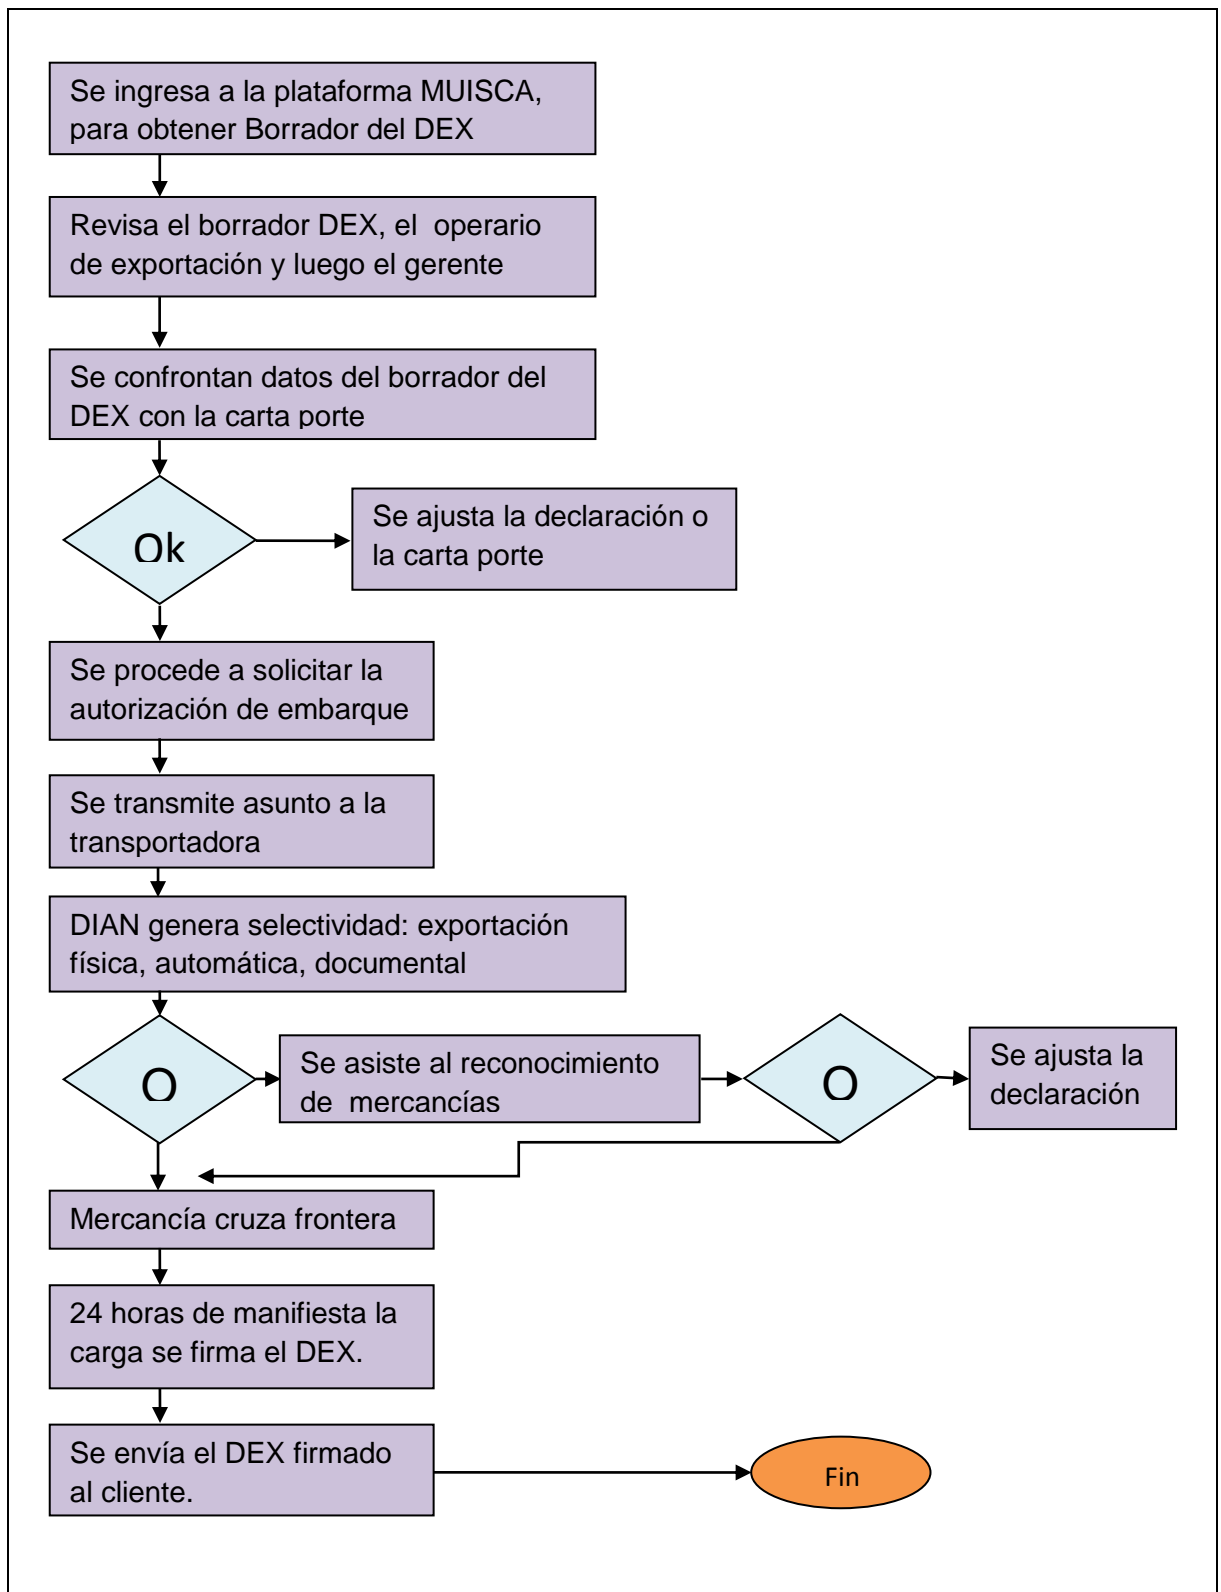 Se ingresa a la plataforma MUISCA,
para obtener Borrador del DEX
Revisa el borrador DEX, el  operario
de exportación y luego el gerente
Se confrontan datos del borrador del
DEX con la carta porte
Ok
Se ajusta la declaración o
la carta porte
Se procede a solicitar la
autorización de embarque
Se transmite asunto a la
transportadora
DIAN genera selectividad: exportación
física, automática, documental
O
Se asiste al reconocimiento
de  mercancías
O
Se ajusta la
declaración
Mercancía cruza frontera
24 horas de manifiesta la
carga se firma el DEX.
Se envía el DEX firmado
al cliente.
Fin